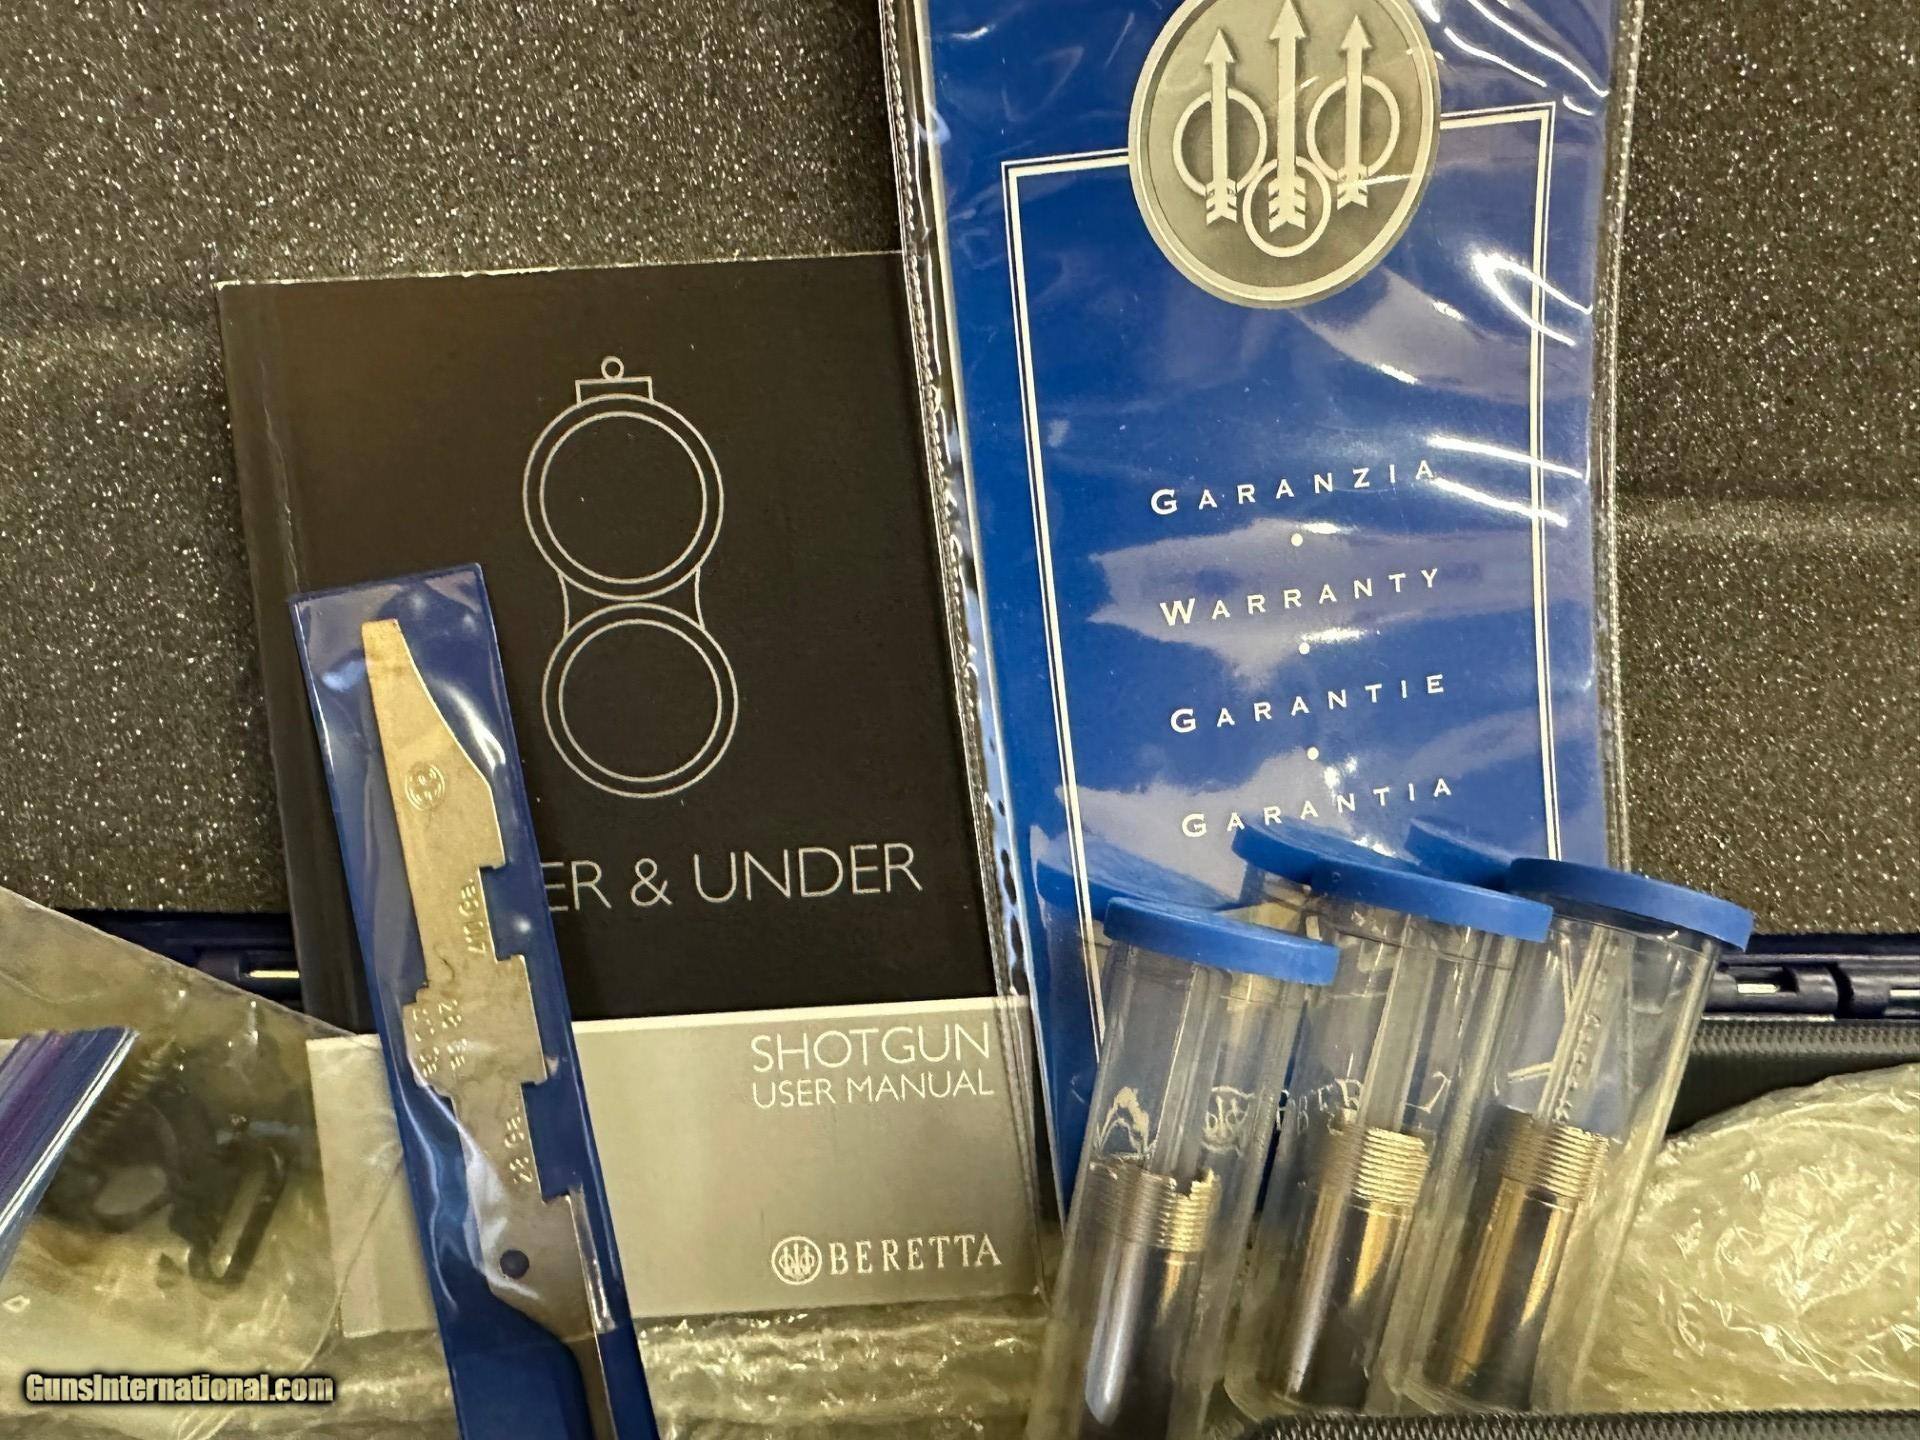 GARANZIA
WARRANTY
GARANTIE
GARANTIA
ER & UNDER
SHOTGUN
USER MANUAL
BERETTA
GunsInternational.com